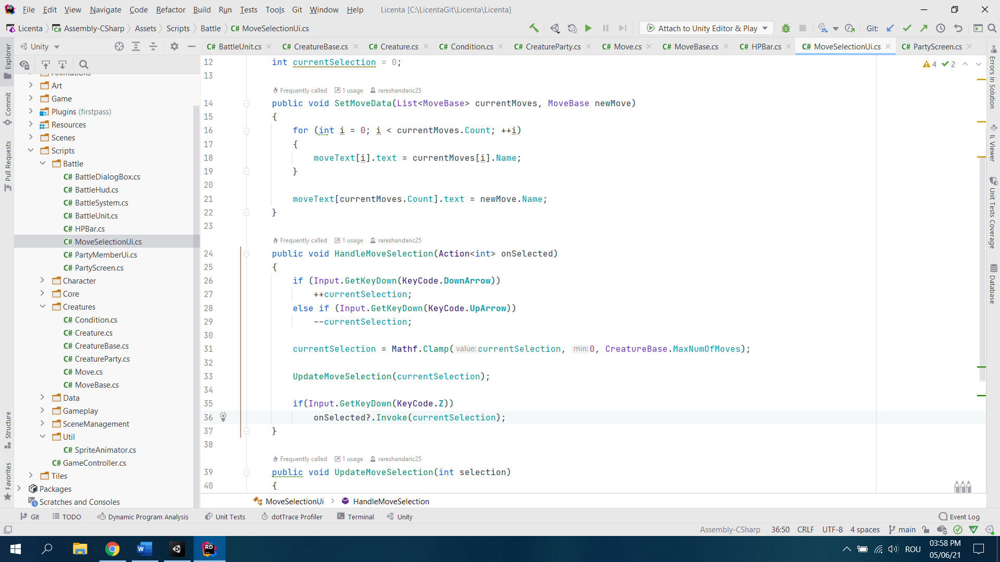 File Edit View Navigate Code Refactor Build Run Tests Tools Git Window Help Licenta [C:\LicentaGit\Licenta\Licenta]
Licenta Assembly-CSharp Assets Scripts Battle C# MoveSelectionUi.cs Attach to Unity Editor & Play Git:
Unity
C# BattleUnit.cs C# CreatureBase.cs C# Creature.cs C# Condition.cs C# CreatureParty.cs C# Move.cs C# MoveBase.cs C# HPBar.cs C# MoveSelectionUi.cs C# PartyScreen.cs
Explorer
Commit
Pull Requests
Structure
Favorites
Animations
Art
Game
Plugins (firstpass)
Resources
Scenes
Scripts
Battle
C# BattleDialogBox.cs
C# BattleHud.cs
C# BattleSystem.cs
C# BattleUnit.cs
C# HPBar.cs
C# MoveSelectionUi.cs
C# PartyMemberUi.cs
C# PartyScreen.cs
Character
Core
Creatures
C# Condition.cs
C# Creature.cs
C# CreatureBase.cs
C# CreatureParty.cs
C# Move.cs
C# MoveBase.cs
Data
Gameplay
SceneManagement
Util
C# SpriteAnimator.cs
C# GameController.cs
Tiles
Packages
Scratches and Consoles
12 int currentSelection = 0;
4 2
13
Frequently called 1 usage rareshandaric25
14 public void SetMoveData(List<MoveBase> currentMoves, MoveBase newMove)
15 {
16 for (int i = 0; i < currentMoves.Count; ++i)
17 {
18 moveText[i].text = currentMoves[i].Name;
19 }
20
21 moveText[currentMoves.Count].text = newMove.Name;
22 }
23
Frequently called 1 usage rareshandaric25
24 public void HandleMoveSelection(Action<int> onSelected)
25 {
26 if (Input.GetKeyDown(KeyCode.DownArrow))
27 ++currentSelection;
28 else if (Input.GetKeyDown(KeyCode.UpArrow))
29 --currentSelection;
30
31 currentSelection = Mathf.Clamp(value: currentSelection, min: 0, CreatureBase.MaxNumOfMoves);
32
33 UpdateMoveSelection(currentSelection);
34
35 if(Input.GetKeyDown(KeyCode.Z))
36 onSelected?.Invoke(currentSelection);
37 }
38
Frequently called 1 usage rareshandaric25
39 public void UpdateMoveSelection(int selection)
40 {
MoveSelectionUi HandleMoveSelection
Errors In Solution
IL Viewer
Unit Tests Coverage
Database
Git TODO Dynamic Program Analysis Unit Tests dotTrace Profiler Terminal Unity Event Log
Assembly-CSharp 36:50 CRLF UTF-8 4 spaces main
ROU
03:58 PM
05/06/21